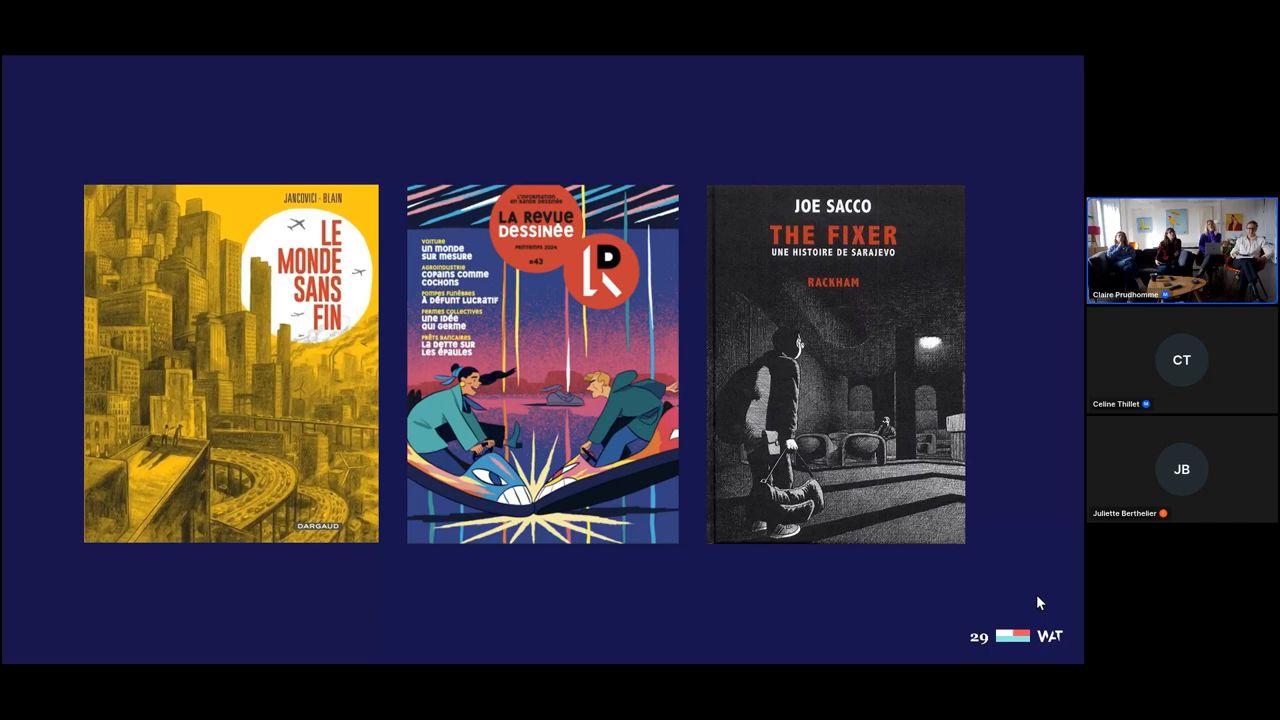 JANCOVICI - BLAIN
LE
MONDE
SANS
FIN
DARGAUD
L'INFORMATION
EN BANDE DESSINÉE
LA REVUE
DESSINÉE
PRINTEMPS 2024
#43
RD
VOITURE
UN MONDE
SUR MESURE
AGROINDUSTRIE
COPAINS COMME
COCHONS
POMPES FUNÈBRES
À DÉFUNT LUCRATIF
FERMES COLLECTIVES
UNE IDÉE
QUI GERME
PRÊTS BANCAIRES
LA DETTE SUR
LES ÉPAULES
JOE SACCO
THE FIXER
UNE HISTOIRE DE SARAJEVO
RACKHAM
29
WAT
Claire Prudhomme M
CT
Celine Thillet M
JB
Juliette Berthelier